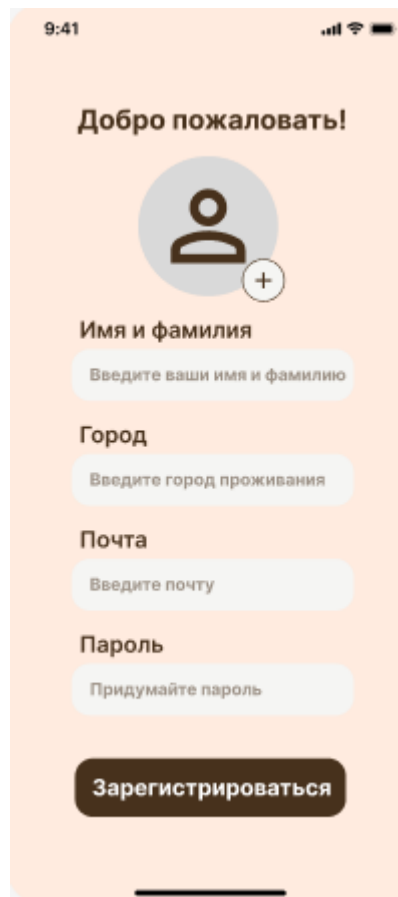 9:41
Добро пожаловать!
+
Имя и фамилия
Введите ваши имя и фамилию
Город
Введите город проживания
Почта
Введите почту
Пароль
Придумайте пароль
Зарегистрироваться